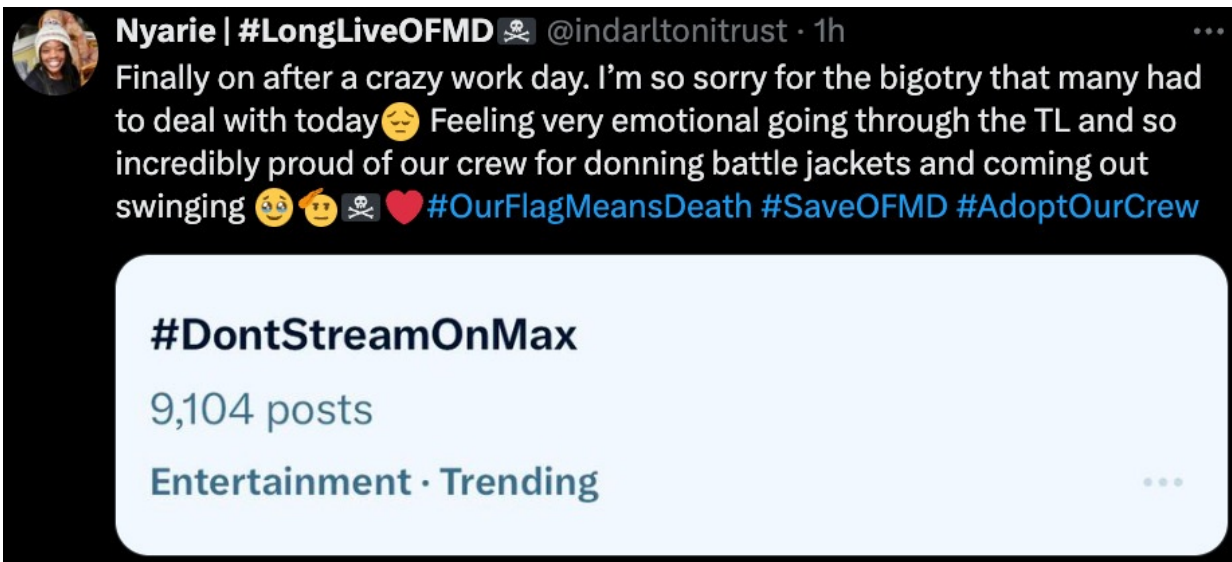 Nyarie | #LongLiveOFMD🏴‍☠️ @indarltonitrust · 1h
Finally on after a crazy work day. I’m so sorry for the bigotry that many had
to deal with today😔 Feeling very emotional going through the TL and so
incredibly proud of our crew for donning battle jackets and coming out
swinging 🥹🫡🏴‍☠️❤️#OurFlagMeansDeath #SaveOFMD #AdoptOurCrew
#DontStreamOnMax
9,104 posts
Entertainment · Trending